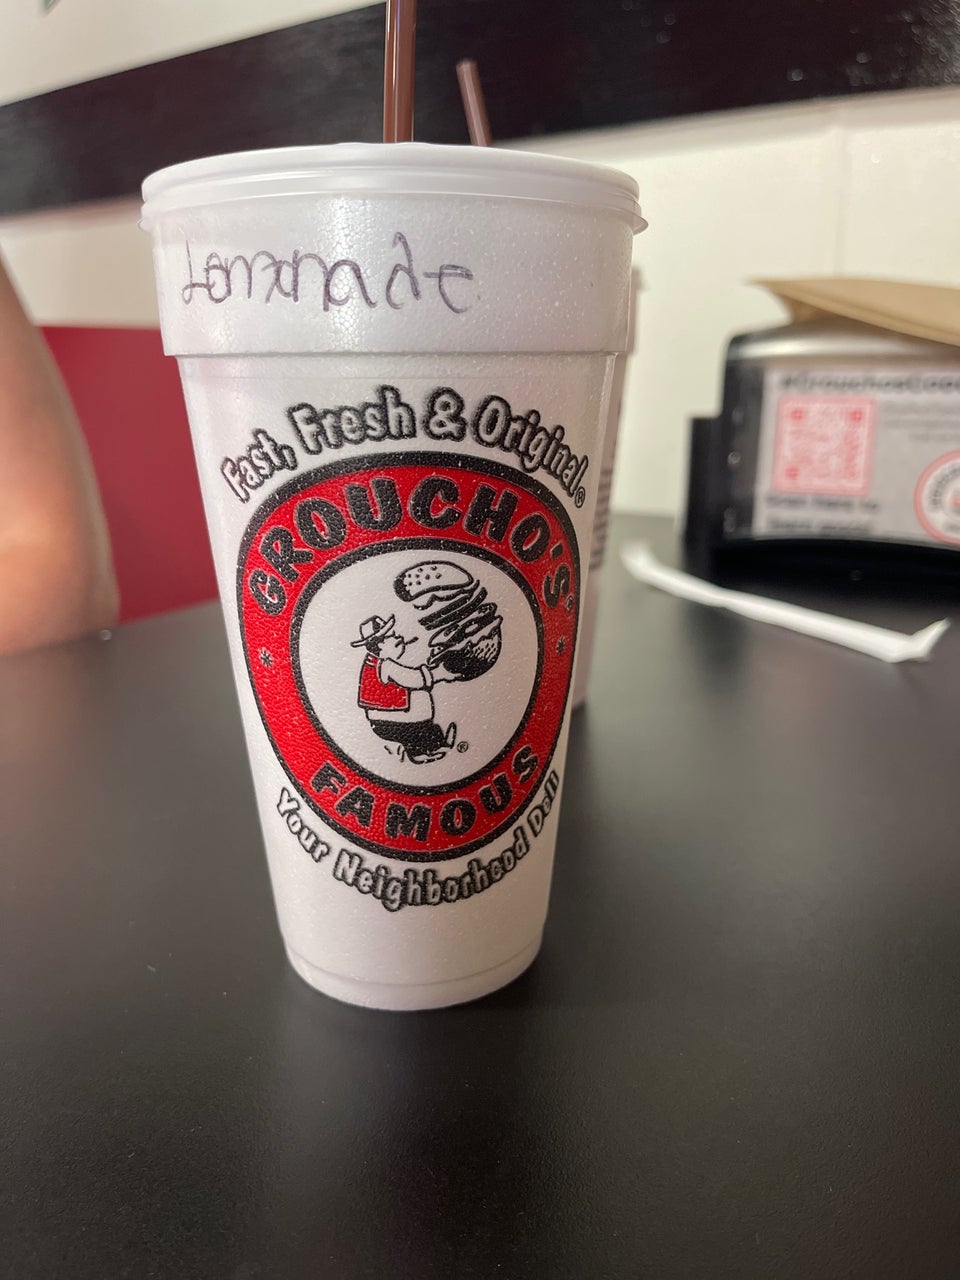 Lemonade
Fast, Fresh & Original®
GROUCHO'S
®
FAMOUS
Your Neighborhood Deli